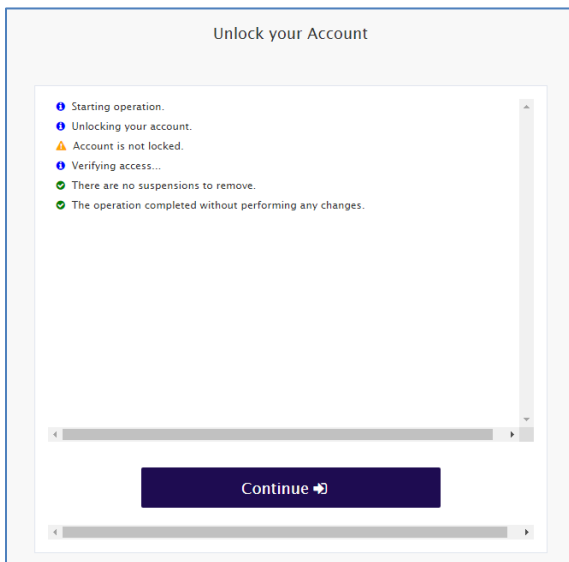 Unlock your Account
Starting operation.
Unlocking your account.
Account is not locked.
Verifying access...
There are no suspensions to remove.
The operation completed without performing any changes.
Continue